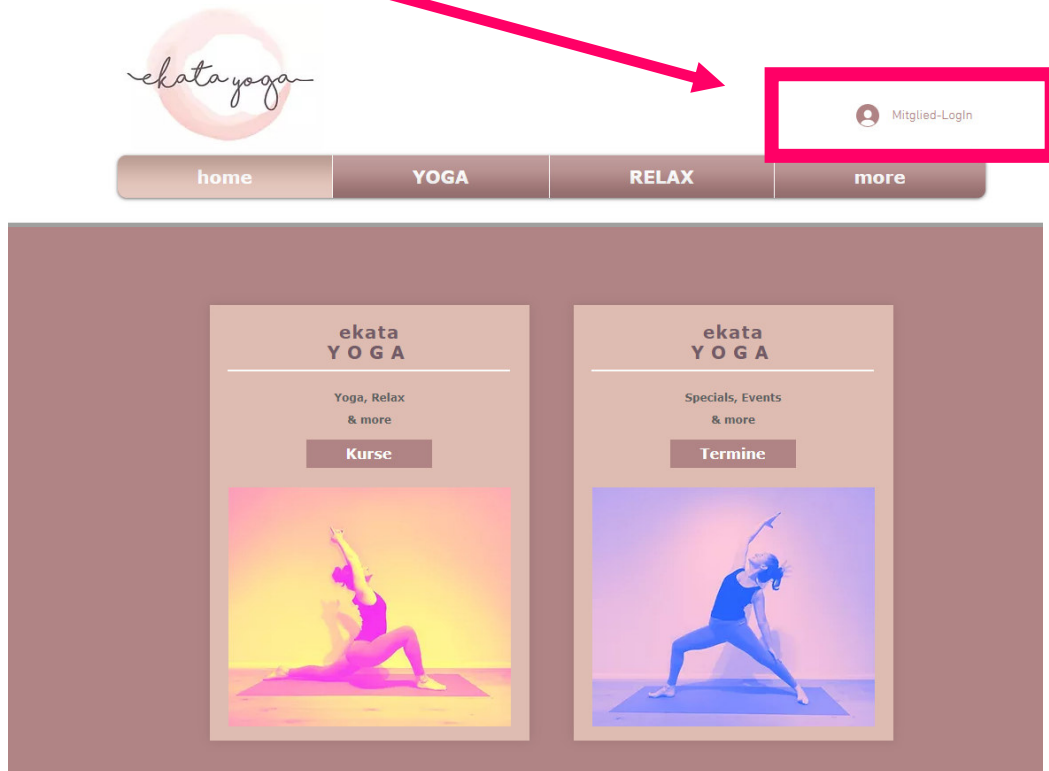 ekata yoga
Mitglied-LogIn
home YOGA RELAX more
ekata
YOGA
Yoga, Relax
& more
Kurse
ekata
YOGA
Specials, Events
& more
Termine